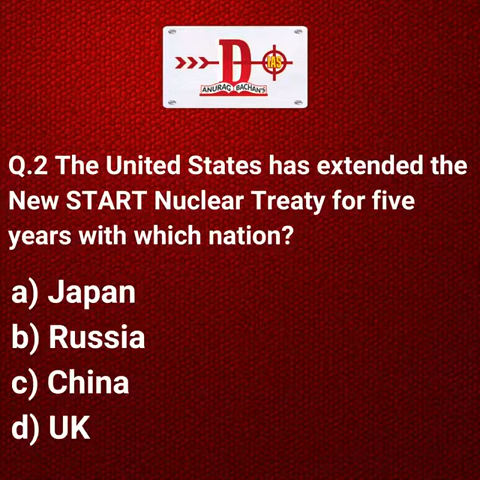 D
IAS
ANURAG BACHAN'S
Q.2 The United States has extended the
New START Nuclear Treaty for five
years with which nation?
a) Japan
b) Russia
c) China
d) UK